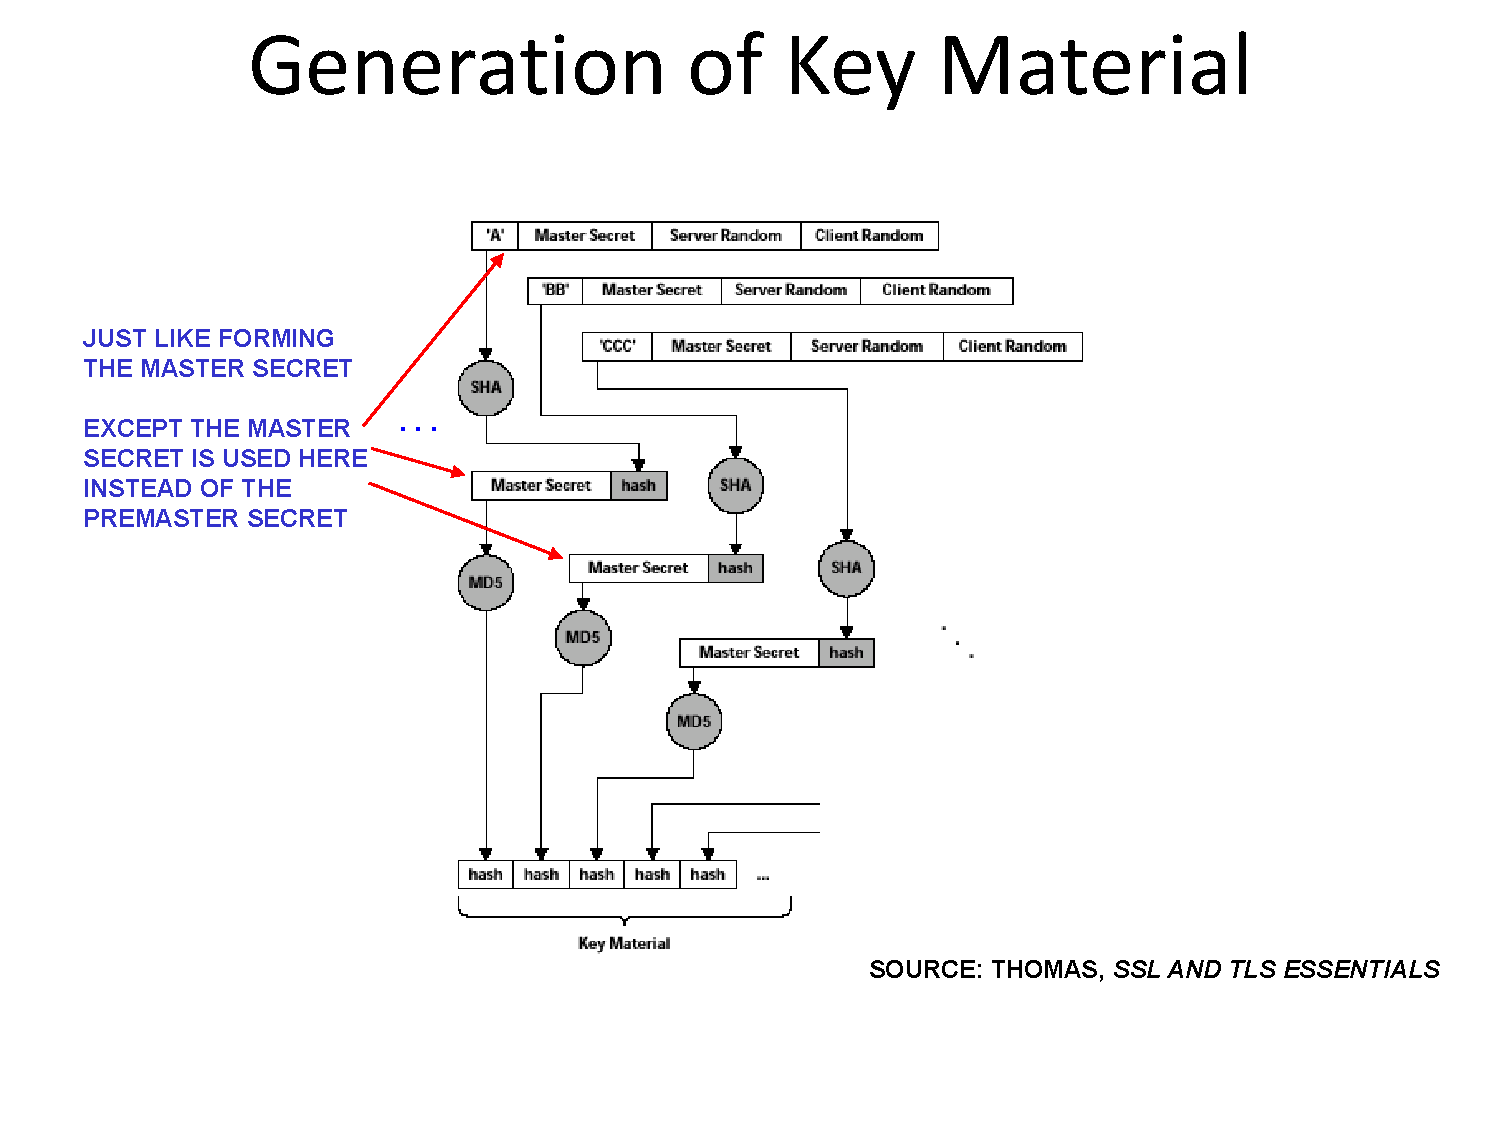 Generation of Key Material
'A' Master Secret Server Random Client Random
'BB' Master Secret Server Random Client Random
'CCC' Master Secret Server Random Client Random
JUST LIKE FORMING
THE MASTER SECRET
EXCEPT THE MASTER
SECRET IS USED HERE
INSTEAD OF THE
PREMASTER SECRET
. . .
SHA
Master Secret hash
SHA
MD5
Master Secret hash
SHA
MD5
Master Secret hash
MD5
hash hash hash hash hash ...
Key Material
SOURCE: THOMAS, SSL AND TLS ESSENTIALS